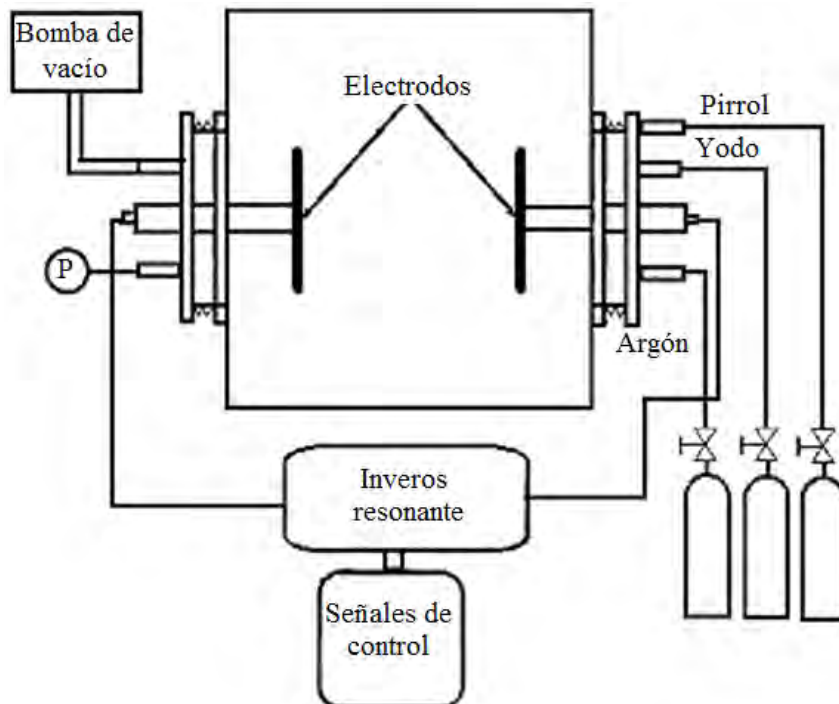 Bomba de
vacío
Electrodos
Pirrol
Yodo
P
Argón
Inveros
resonante
Señales de
control